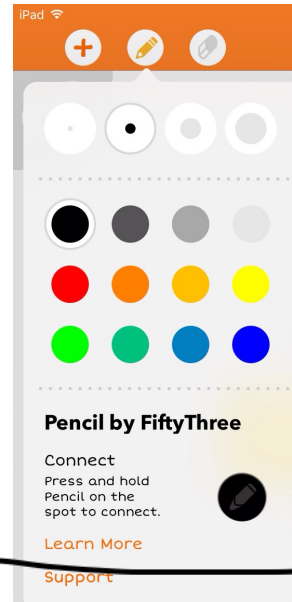 iPad
Pencil by FiftyThree
Connect
Press and hold
Pencil on the
spot to connect.
Learn More
Support